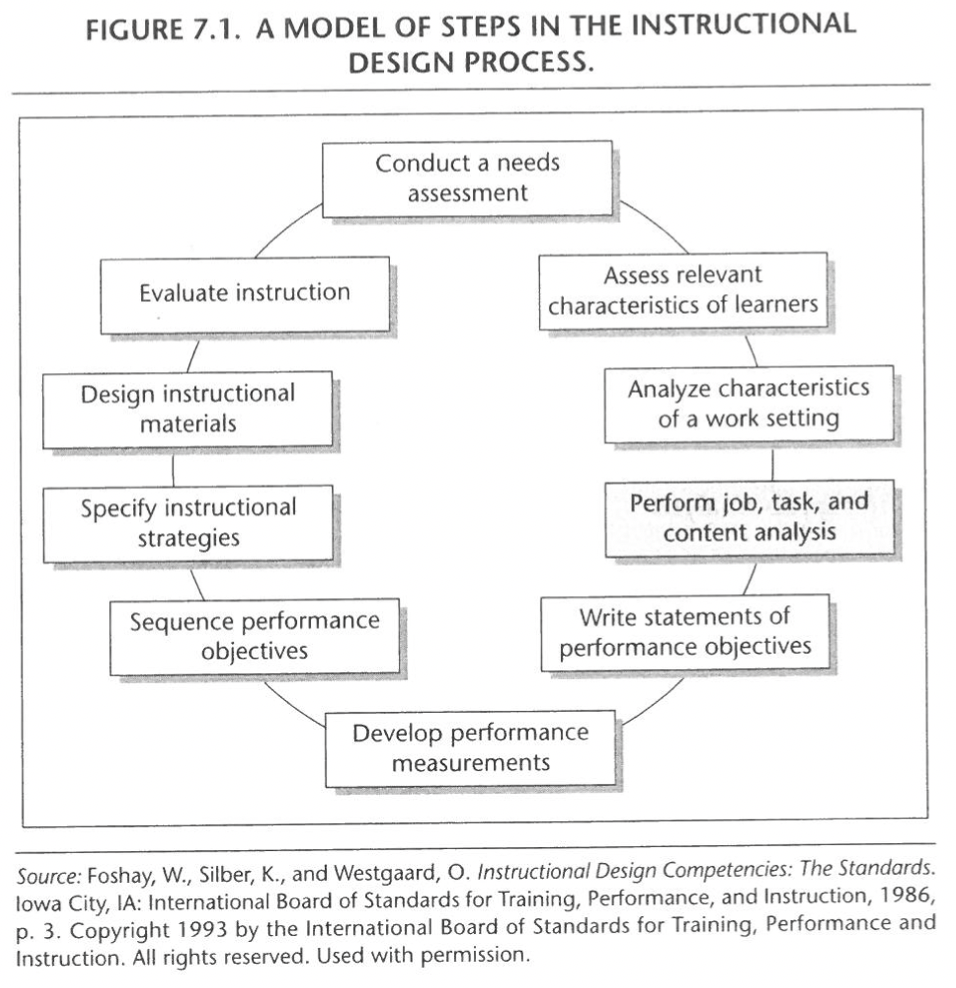 FIGURE 7.1. A MODEL OF STEPS IN THE INSTRUCTIONAL
DESIGN PROCESS.
Conduct a needs
assessment
Assess relevant
characteristics of learners
Analyze characteristics
of a work setting
Perform job, task, and
content analysis
Write statements of
performance objectives
Develop performance
measurements
Sequence performance
objectives
Specify instructional
strategies
Design instructional
materials
Evaluate instruction
Source: Foshay, W., Silber, K., and Westgaard, O. Instructional Design Competencies: The Standards.
Iowa City, IA: International Board of Standards for Training, Performance, and Instruction, 1986,
p. 3. Copyright 1993 by the International Board of Standards for Training, Performance and
Instruction. All rights reserved. Used with permission.